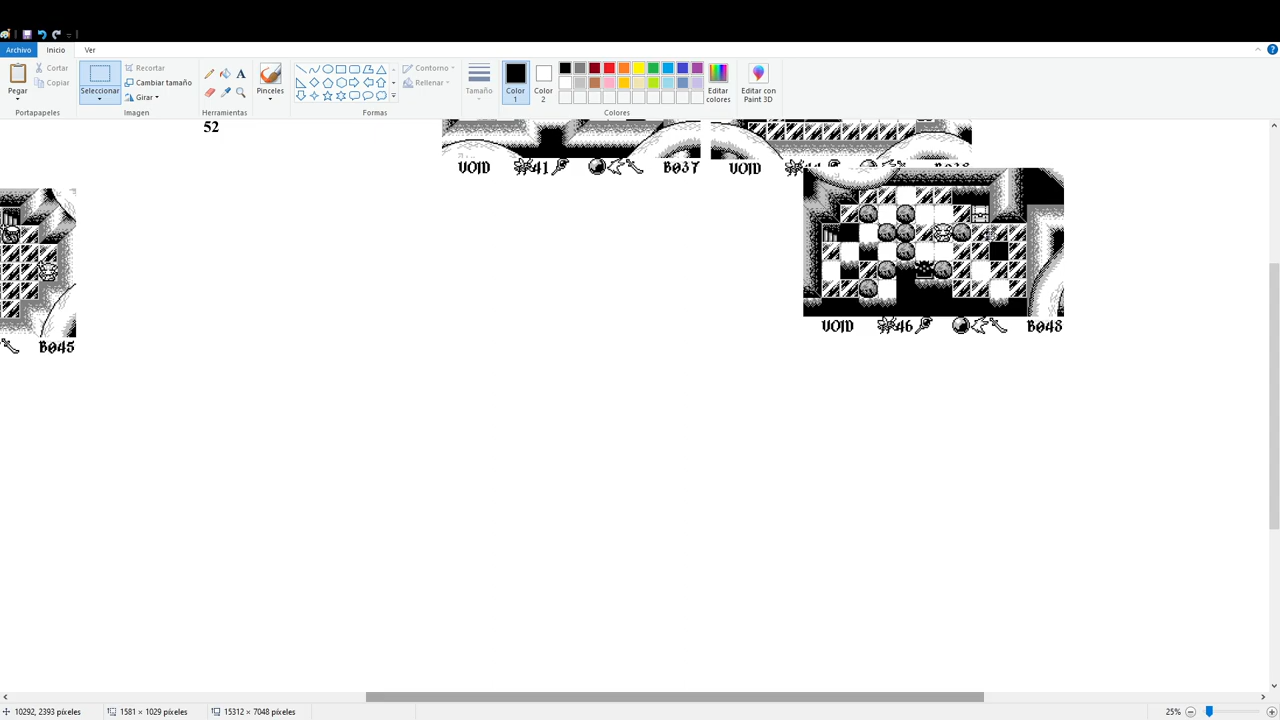 Archivo Inicio Ver
Pegar
Cortar
Copiar
Portapapeles
Seleccionar
Recortar
Cambiar tamaño
Girar
Imagen
A
Herramientas
Pinceles
Contorno
Rellenar
Formas
Tamaño
Color 1
Color 2
Editar colores
Colores
Editar con Paint 3D
52
VOID 41 B037
VOID
VOID 46 B048
B045
10292, 2393 píxeles 1581 × 1029 píxeles 15312 × 7048 píxeles 25%